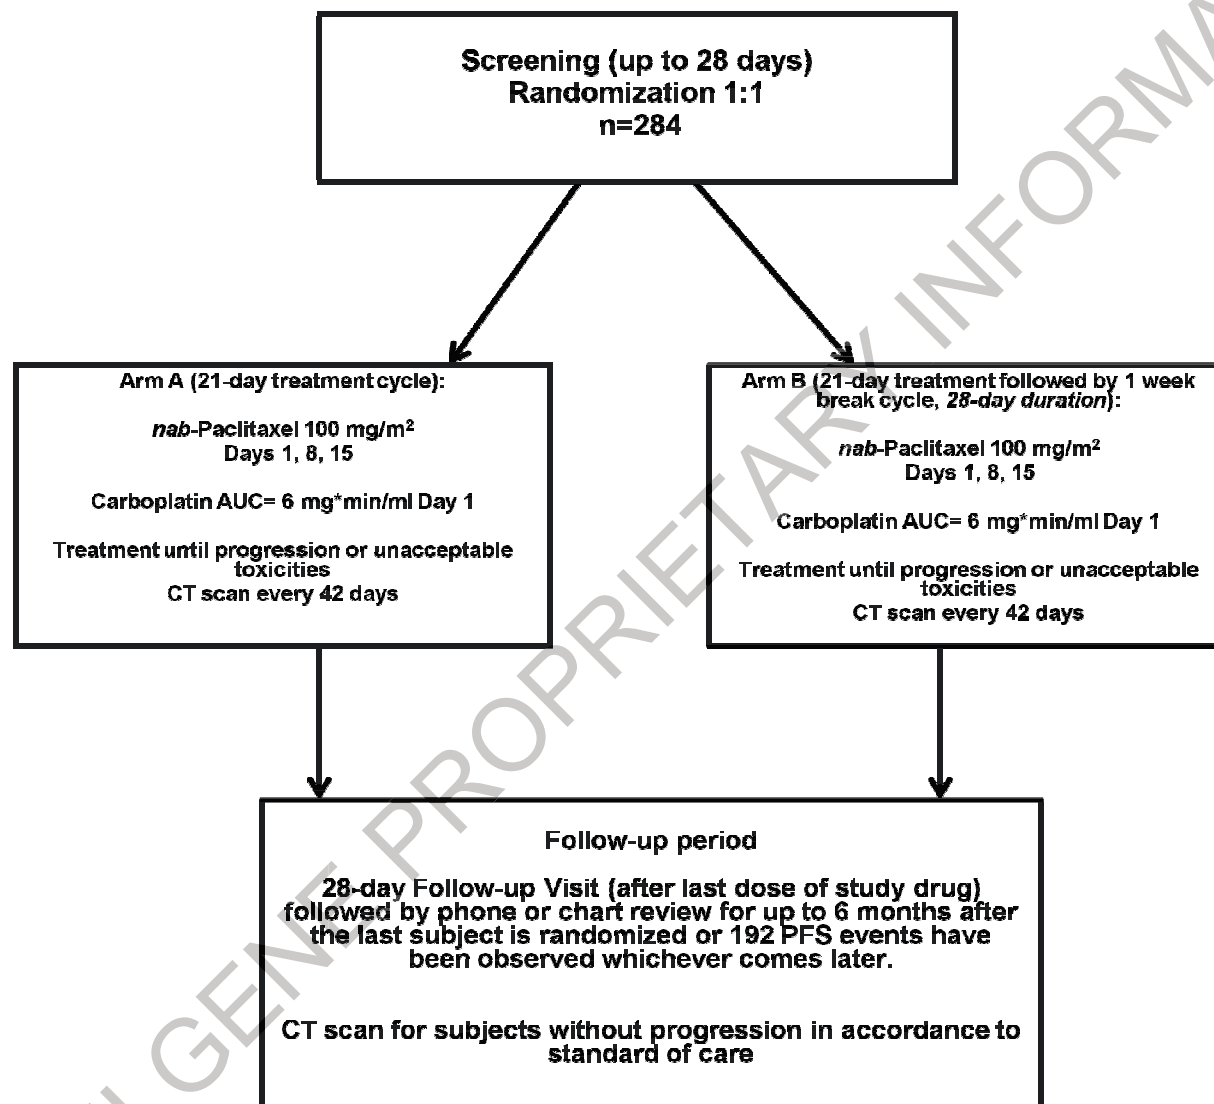 Screening (up to 28 days)
Randomization 1:1
n=284
Arm A (21-day treatment cycle):
nab-Paclitaxel 100 mg/m²
Days 1, 8, 15
Carboplatin AUC= 6 mg*min/ml Day 1
Treatment until progression or unacceptable
toxicities
CT scan every 42 days
Arm B (21-day treatment followed by 1 week
break cycle, 28-day duration):
nab-Paclitaxel 100 mg/m²
Days 1, 8, 15
Carboplatin AUC= 6 mg*min/ml Day 1
Treatment until progression or unacceptable
toxicities
CT scan every 42 days
Follow-up period
28-day Follow-up Visit (after last dose of study drug)
followed by phone or chart review for up to 6 months after
the last subject is randomized or 192 PFS events have
been observed whichever comes later.
CT scan for subjects without progression in accordance to
standard of care
GENE PROPRIETARY